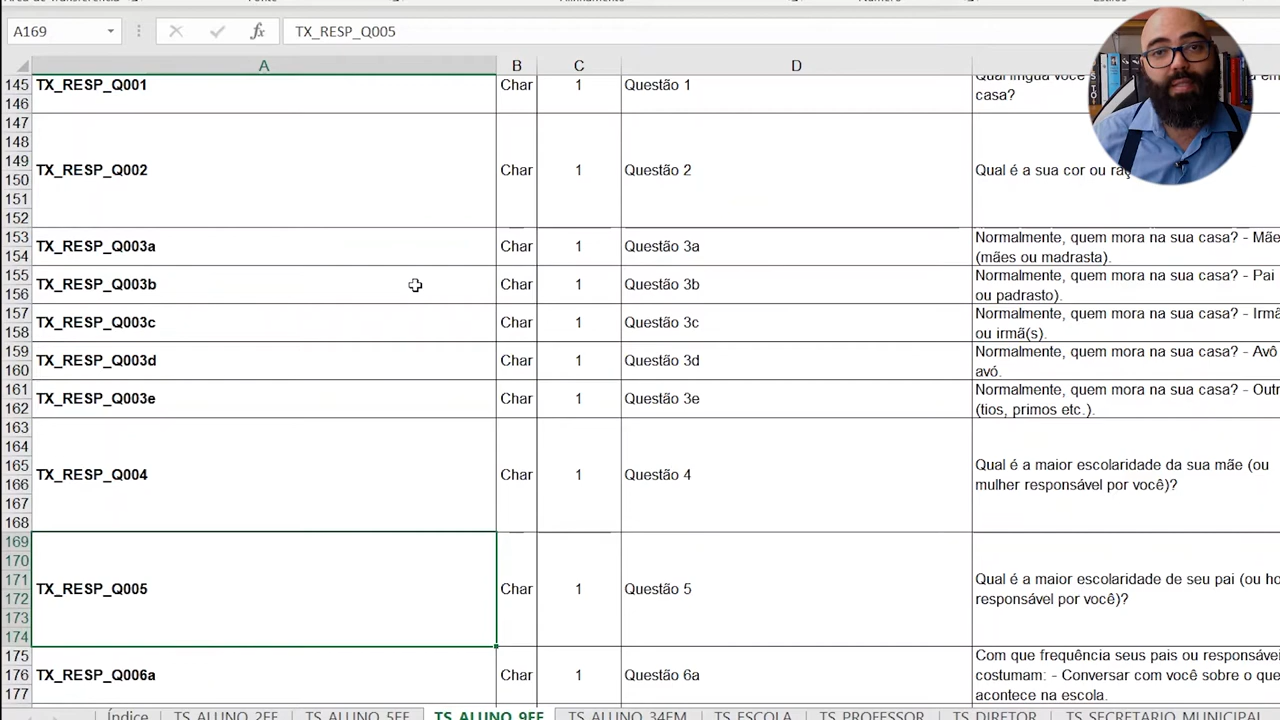 A169 TX_RESP_Q005
A B C D
145 TX_RESP_Q001 Char 1 Questão 1
146 casa?
147
148
149
150 TX_RESP_Q002 Char 1 Questão 2 Qual é a sua cor ou
151
152
153 TX_RESP_Q003a Char 1 Questão 3a Normalmente, quem mora na sua casa? - Mãe
154 (mães ou madrasta).
155 TX_RESP_Q003b Char 1 Questão 3b Normalmente, quem mora na sua casa? - Pai
156 ou padrasto).
157 TX_RESP_Q003c Char 1 Questão 3c Normalmente, quem mora na sua casa? -
158 ou irmã(s).
159 TX_RESP_Q003d Char 1 Questão 3d Normalmente, quem mora na sua casa? - Avô
160 avó.
161 TX_RESP_Q003e Char 1 Questão 3e Normalmente, quem mora na sua casa? -
162 (tios, primos etc.).
163
164
165 TX_RESP_Q004 Char 1 Questão 4 Qual é a maior escolaridade da sua mãe (ou
166 mulher responsável por você)?
167
168
169
170
171 TX_RESP_Q005 Char 1 Questão 5 Qual é a maior escolaridade de seu pai (ou
172 responsável por você)?
173
174
175 Com que frequência seus pais ou
176 TX_RESP_Q006a Char 1 Questão 6a costumam: - Conversar com você sobre o que
177 acontece na escola.
Índice TS_ALUNO_2EF TS_ALUNO_5EF TS_ALUNO_9EF TS_ALUNO_34EM TS_ESCOLA TS_PROFESSOR TS_DIRETOR TS_SECRETARIO_MUNICIPAL